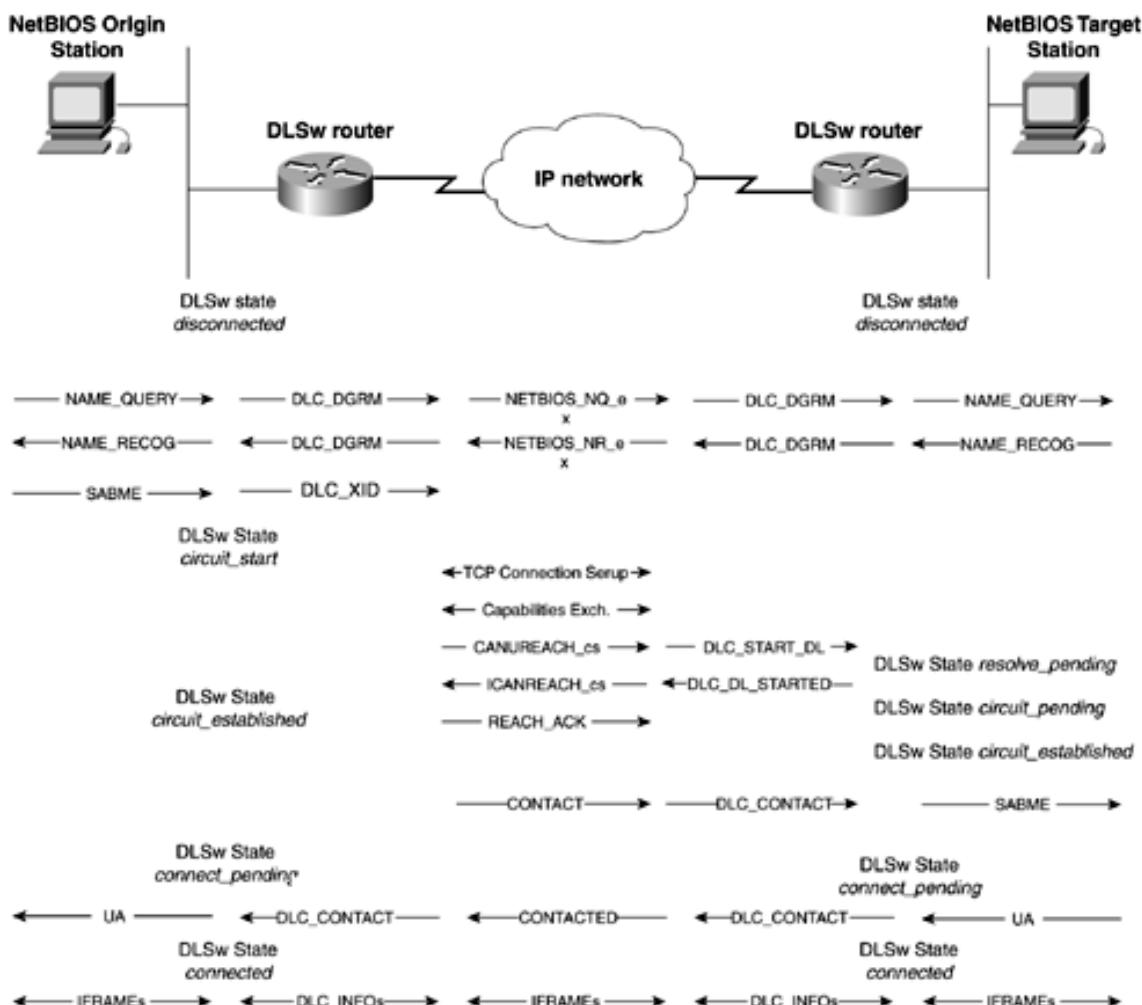 NetBIOS Origin
Station
NetBIOS Target
Station
DLSw router
DLSw router
IP network
DLSw state
disconnected
DLSw state
disconnected
NAME_QUERY DLC_DGRM NETBIOS_NQ_e DLC_DGRM NAME_QUERY
x
NAME_RECOG DLC_DGRM NETBIOS_NR_e DLC_DGRM NAME_RECOG
x
SABME DLC_XID
DLSw State
circuit_start
TCP Connection Serup
Capabilities Exch.
CANUREACH_cs DLC_START_DL
DLSw State resolve_pending
ICANREACH_cs DLC_DL_STARTED
DLSw State
circuit_established
DLSw State circuit_pending
REACH_ACK
DLSw State circuit_established
CONTACT DLC_CONTACT SABME
DLSw State
connect_pending
DLSw State
connect_pending
UA DLC_CONTACT CONTACTED DLC_CONTACT UA
DLSw State
connected
DLSw State
connected
IFRAMEs DLC_INFOs IFRAMEs DLC_INFOs IFRAMEs